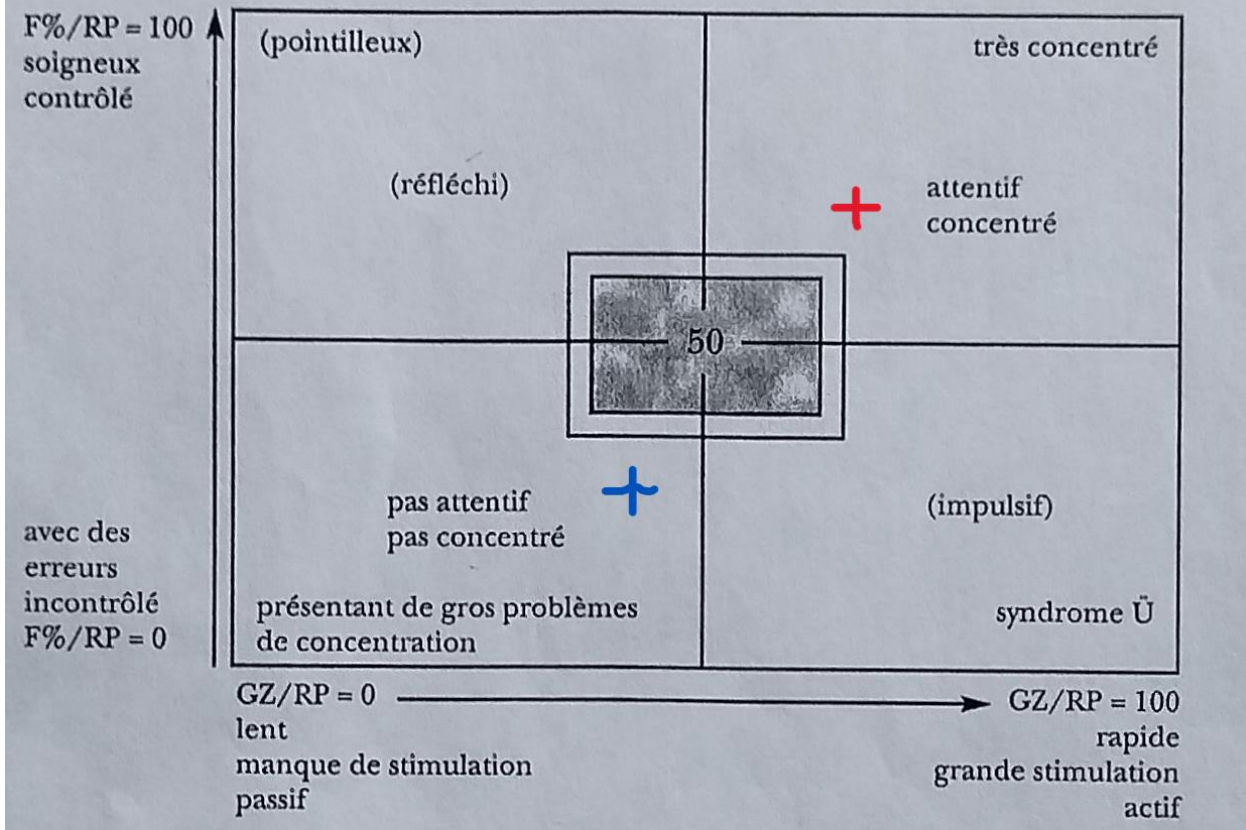 F%/RP = 100
soigneux
contrôlé
(pointilleux)
très concentré
(réfléchi)
attentif
concentré
50
pas attentif
pas concentré
(impulsif)
avec des
erreurs
incontrôlé
F%/RP = 0
présentant de gros problèmes
de concentration
syndrome Ü
GZ/RP = 0
lent
manque de stimulation
passif
GZ/RP = 100
rapide
grande stimulation
actif